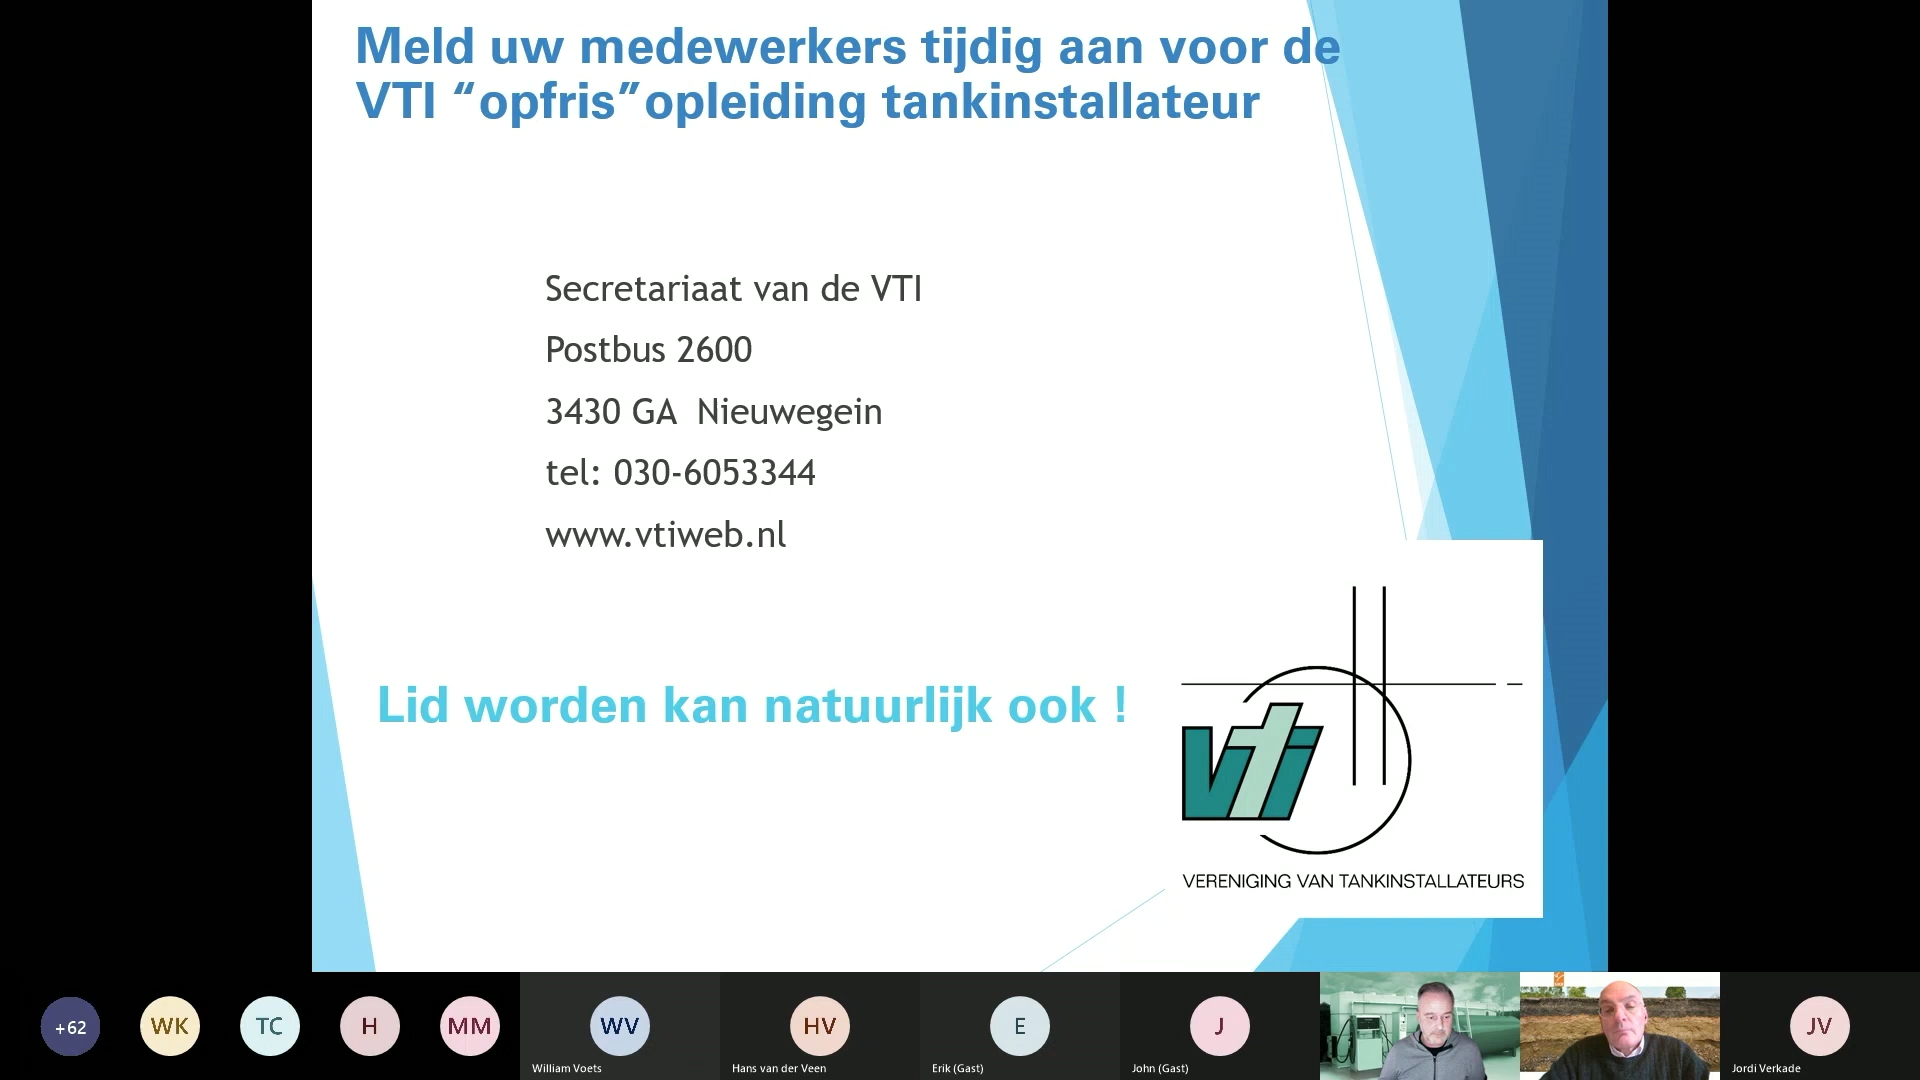 Meld uw medewerkers tijdig aan voor de
VTI “opfris”opleiding tankinstallateur
Secretariaat van de VTI
Postbus 2600
3430 GA  Nieuwegein
tel: 030-6053344
www.vtiweb.nl
Lid worden kan natuurlijk ook !
vti
VERENIGING VAN TANKINSTALLATEURS
+62
WK
TC
H
MM
WV
HV
E
J
JV
William Voets
Hans van der Veen
Erik (Gast)
John (Gast)
Jordi Verkade